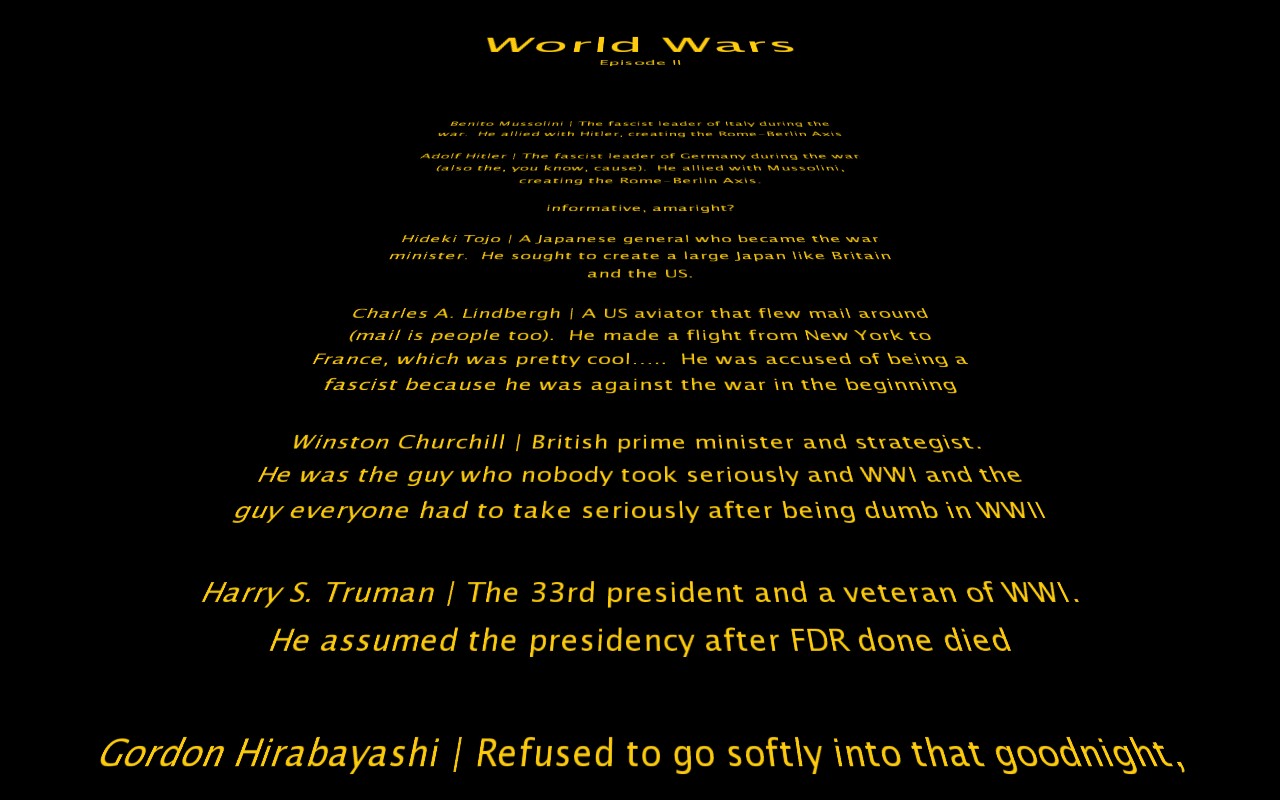 World Wars
Episode II
Benito Mussolini | The fascist leader of Italy during the
war.  He allied with Hitler, creating the Rome-Berlin Axis
Adolf Hitler | The fascist leader of Germany during the war
(also the, you know, cause).  He allied with Mussolini,
creating the Rome-Berlin Axis.
informative, amaright?
Hideki Tojo | A Japanese general who became the war
minister.  He sought to create a large Japan like Britain
and the US.
Charles A. Lindbergh | A US aviator that flew mail around
(mail is people too).  He made a flight from New York to
France, which was pretty cool.....  He was accused of being a
fascist because he was against the war in the beginning
Winston Churchill | British prime minister and strategist.
He was the guy who nobody took seriously and WWI and the
guy everyone had to take seriously after being dumb in WWII
Harry S. Truman | The 33rd president and a veteran of WWI.
He assumed the presidency after FDR done died
Gordon Hirabayashi | Refused to go softly into that goodnight,